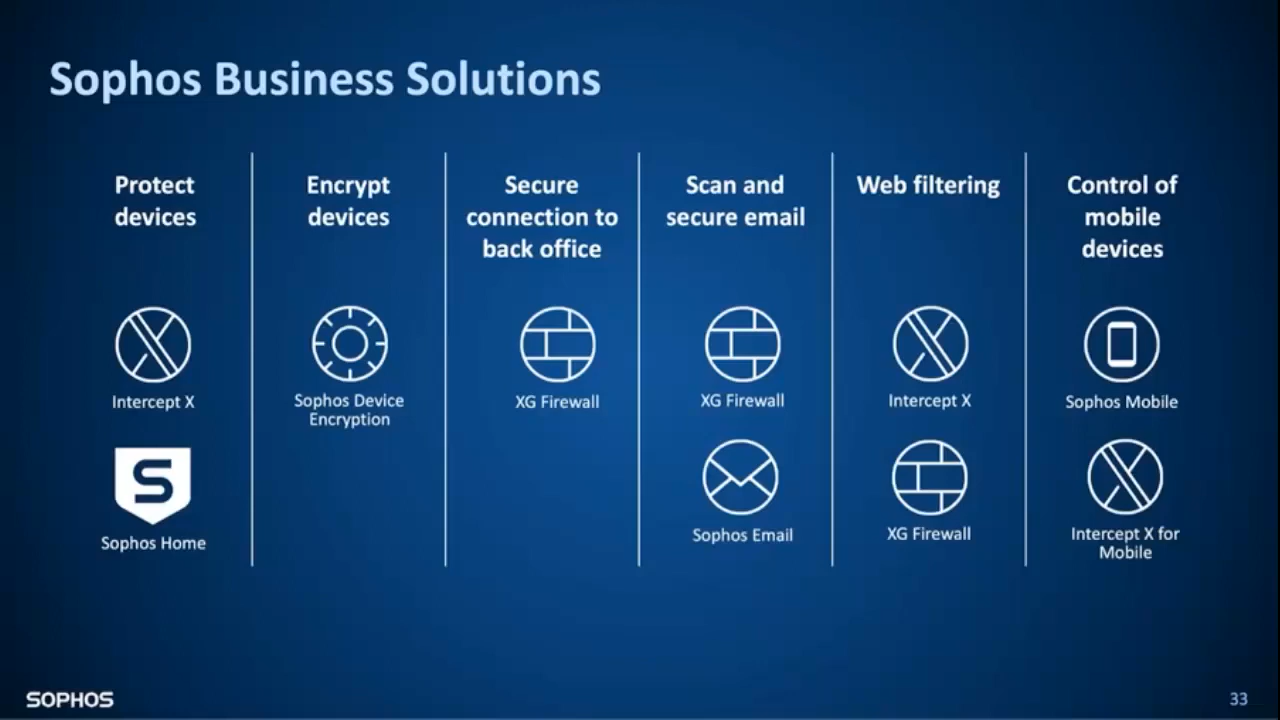 Sophos Business Solutions
Protect
devices
Intercept X
Sophos Home
Encrypt
devices
Sophos Device
Encryption
Secure
connection to
back office
XG Firewall
Scan and
secure email
XG Firewall
Sophos Email
Web filtering
Intercept X
XG Firewall
Control of
mobile
devices
Sophos Mobile
Intercept X for
Mobile
SOPHOS
33